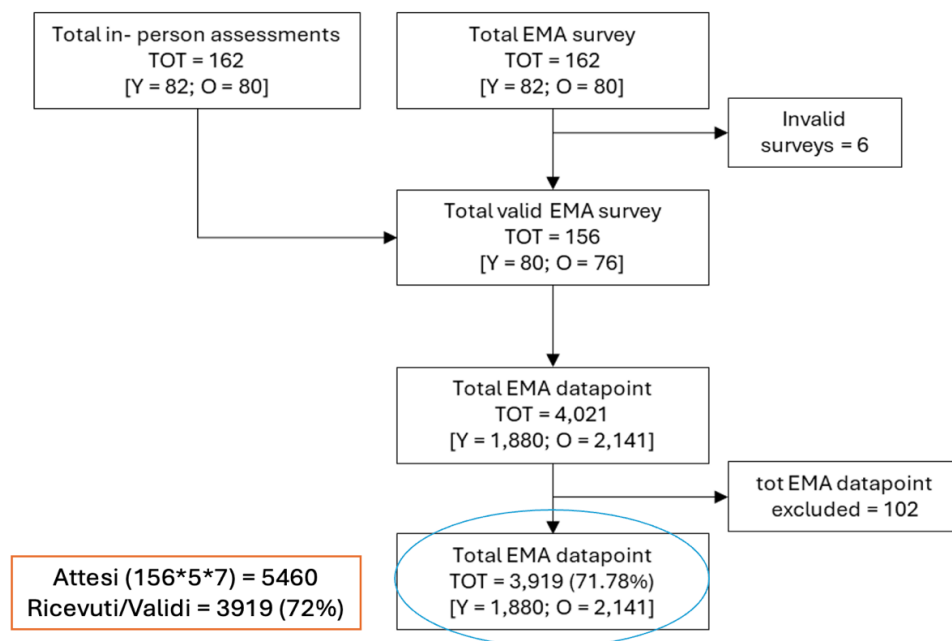 Total in- person assessments
TOT = 162
[Y = 82; O = 80]
Total EMA survey
TOT = 162
[Y = 82; O = 80]
Invalid
surveys = 6
Total valid EMA survey
TOT = 156
[Y = 80; O = 76]
Total EMA datapoint
TOT = 4,021
[Y = 1,880; O = 2,141]
tot EMA datapoint
excluded = 102
Total EMA datapoint
TOT = 3,919 (71.78%)
[Y = 1,880; O = 2,141]
Attesi (156*5*7) = 5460
Ricevuti/Validi = 3919 (72%)